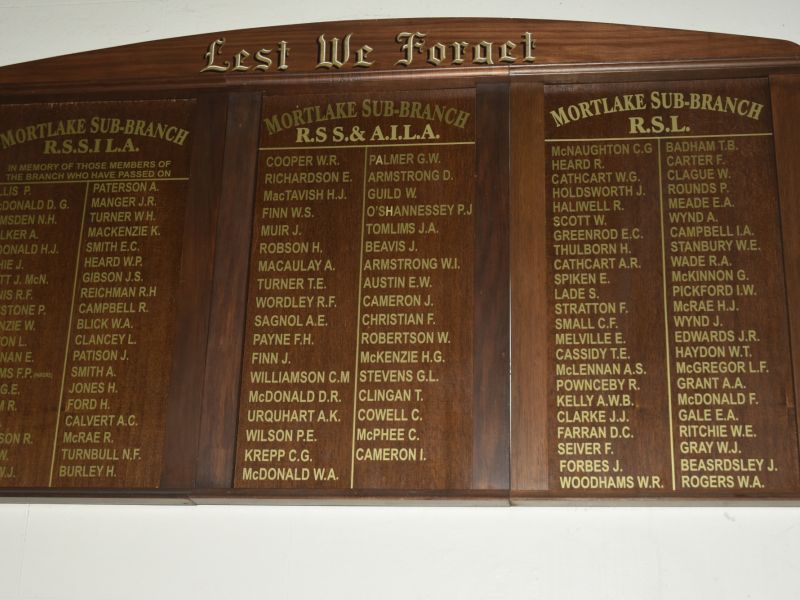 Lest We Forget
MORTLAKE SUB-BRANCH
R.S.S.I L.A.
IN MEMORY OF THOSE MEMBERS OF
THE BRANCH WHO HAVE PASSED ON
P.
D. G.
N.H.
A.
H.J.
J.
J. McN.
R.F.
P.
W.
L.
E.
F.P.
G.E.
R.
R.
W.
W.J.
PATERSON A.
MANGER J.R.
TURNER W.H.
MACKENZIE K.
SMITH E.C.
HEARD W.P.
GIBSON J.S.
REICHMAN R.H
CAMPBELL R.
BLICK W.A.
CLANCEY L.
PATISON J.
SMITH A.
JONES H.
FORD H.
CALVERT A.C.
McRAE R.
TURNBULL N.F.
BURLEY H.
MORTLAKE SUB-BRANCH
R S S. & A.I.L.A.
COOPER W.R.
RICHARDSON E.
MacTAVISH H.J.
FINN W.S.
MUIR J.
ROBSON H.
MACAULAY A.
TURNER T.E.
WORDLEY R.F.
SAGNOL A.E.
PAYNE F.H.
FINN J.
WILLIAMSON C.M
McDONALD D.R.
URQUHART A.K
WILSON P.E.
KREPP C.G.
McDONALD W.A.
PALMER G.W.
ARMSTRONG D.
GUILD W.
O'SHANNESSEY P.J
TOMLIMS J.A.
BEAVIS J.
ARMSTRONG W.I.
AUSTIN E.W.
CAMERON J.
CHRISTIAN F.
ROBERTSON W.
McKENZIE H.G.
STEVENS G.L.
CLINGAN T.
COWELL C.
McPHEE C.
CAMERON I.
MORTLAKE SUB-BRANCH
R.S.L.
McNAUGHTON C.G
HEARD R.
CATHCART W.G.
HOLDSWORTH J.
HALIWELL R.
SCOTT W.
GREENROD E.C.
THULBORN H.
CATHCART A.R.
SPIKEN E.
LADE S.
STRATTON F.
SMALL C.F.
MELVILLE E.
CASSIDY T.E.
McLENNAN A.S.
POWNCEBY R.
KELLY A.W.B.
CLARKE J.J.
FARRAN D.C.
SEIVER F.
FORBES J.
WOODHAMS W.R.
BADHAM T.B.
CARTER F.
CLAGUE W.
ROUNDS P.
MEADE E.A.
WYND A.
CAMPBELL I.A.
STANBURY W.E.
WADE R.A.
McKINNON G.
PICKFORD I.W.
McRAE H.J.
WYND J.
EDWARDS J.R.
HAYDON W.T.
McGREGOR L.F.
GRANT A.A.
McDONALD F.
GALE E.A.
RITCHIE W.E.
GRAY W.J.
BEASRDSLEY J.
ROGERS W.A.